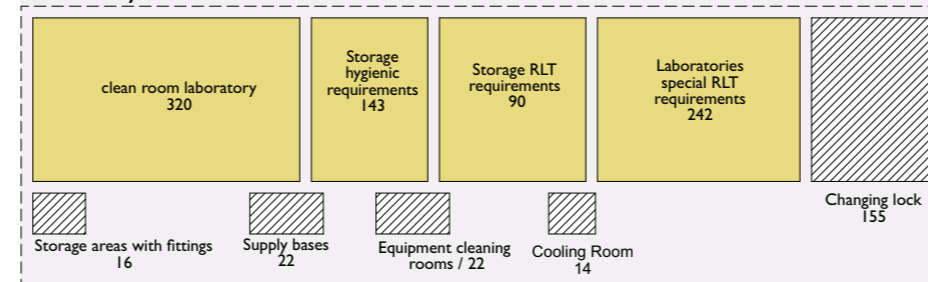 clean room laboratory
320
Storage
hygienic
requirements
143
Storage RLT
requirements
90
Laboratories
special RLT
requirements
242
Changing lock
155
Storage areas with fittings
16
Supply bases
22
Equipment cleaning
rooms / 22
Cooling Room
14